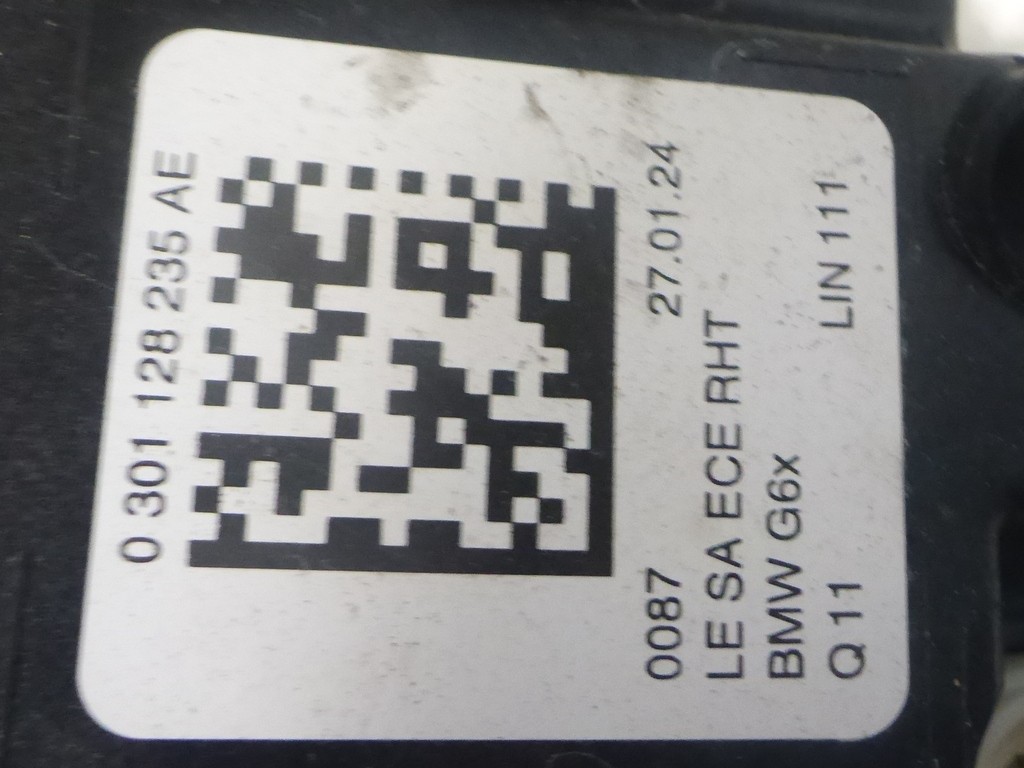 0 301 128 235 AE
0087 27.01.24
LE SA ECE RHT
BMW G6x
Q 11 LIN 111